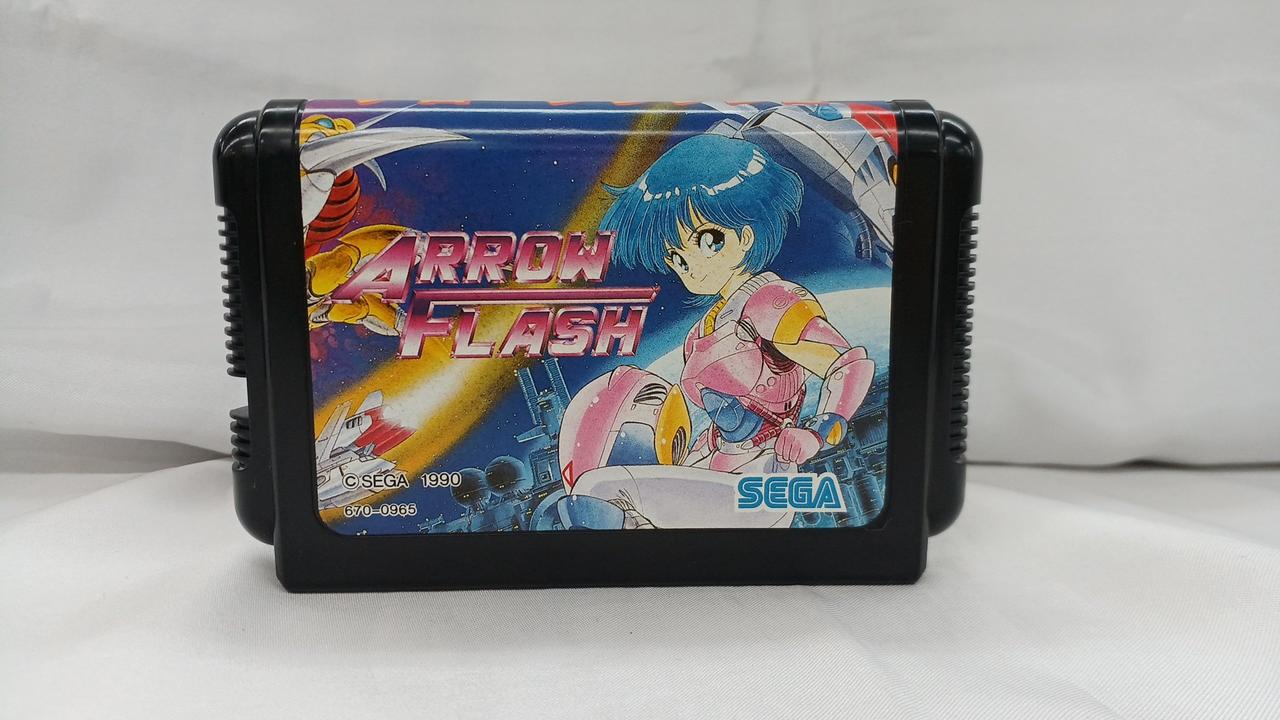 ARROW
FLASH
© SEGA 1990
670-0965
SEGA